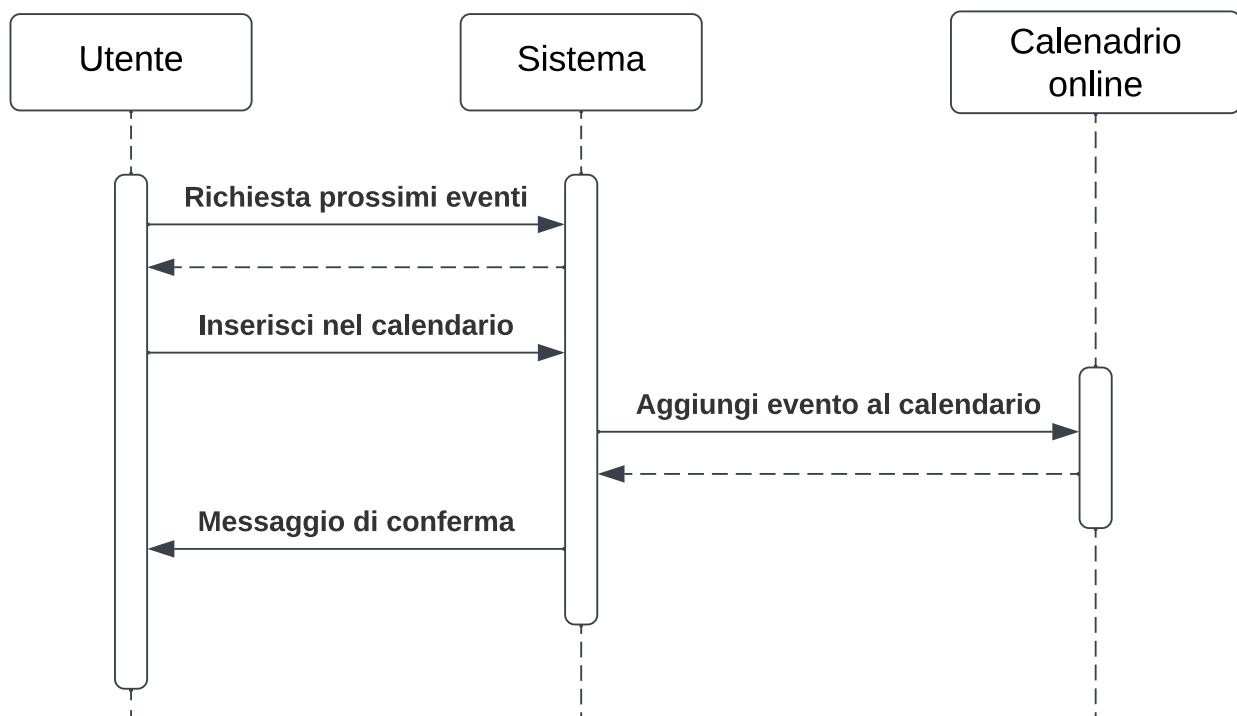 Utente
Sistema
Calenadrio
online
Richiesta prossimi eventi
Inserisci nel calendario
Aggiungi evento al calendario
Messaggio di conferma